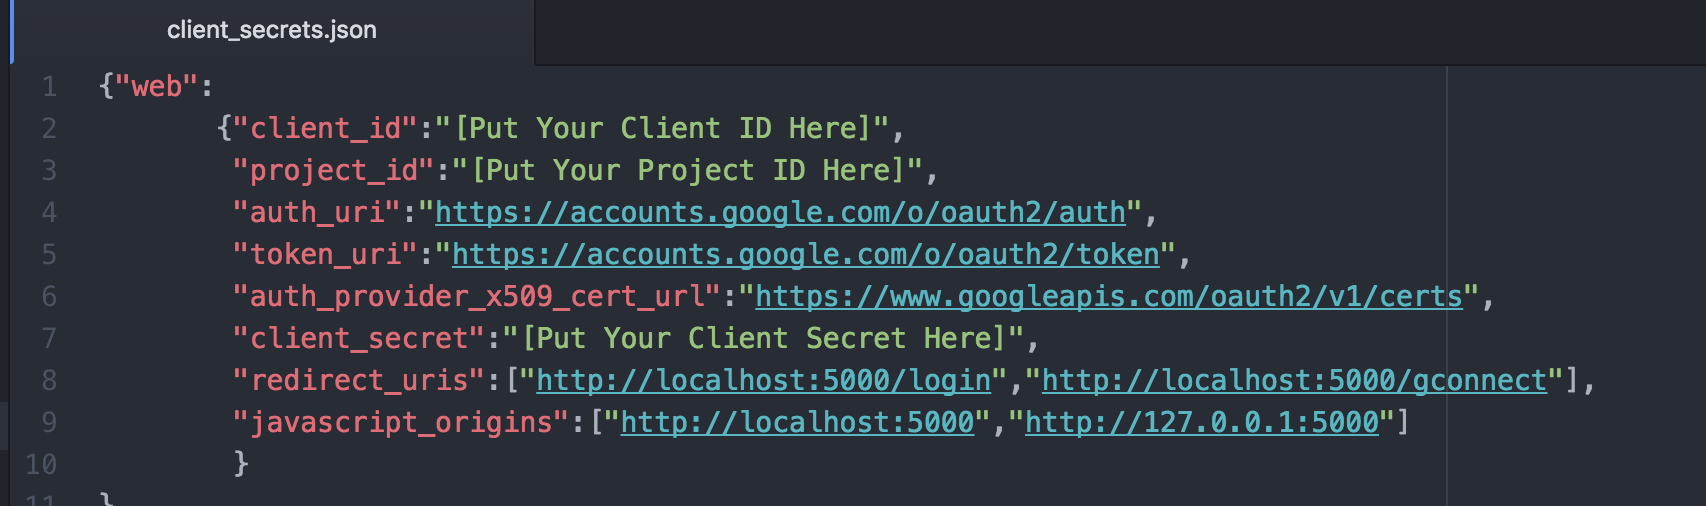 client_secrets.json
1 {"web":
2 {"client_id":"[Put Your Client ID Here]",
3 "project_id":"[Put Your Project ID Here]",
4 "auth_uri":"https://accounts.google.com/o/oauth2/auth",
5 "token_uri":"https://accounts.google.com/o/oauth2/token",
6 "auth_provider_x509_cert_url":"https://www.googleapis.com/oauth2/v1/certs",
7 "client_secret":"[Put Your Client Secret Here]",
8 "redirect_uris":["http://localhost:5000/login","http://localhost:5000/gconnect"],
9 "javascript_origins":["http://localhost:5000","http://127.0.0.1:5000"]
10 }
11 }